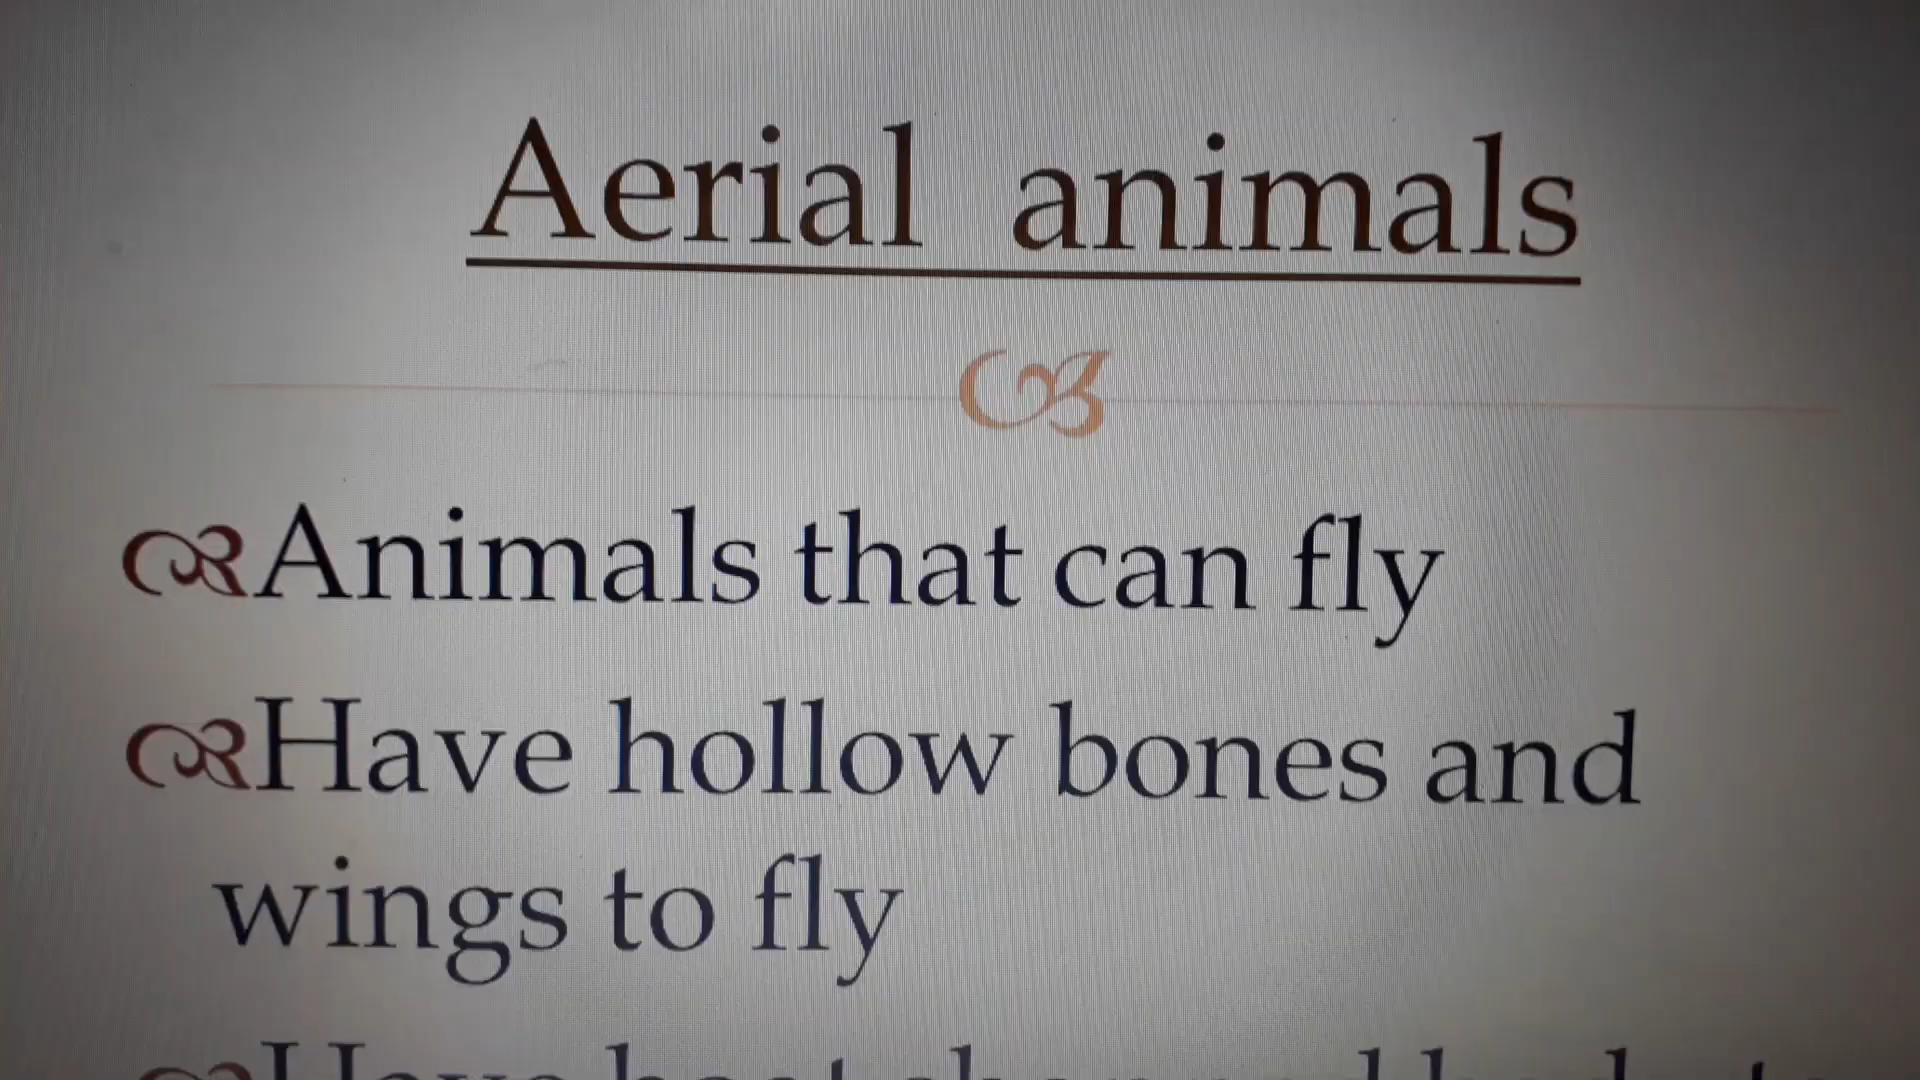 Aerial animals
Animals that can fly
Have hollow bones and
wings to fly